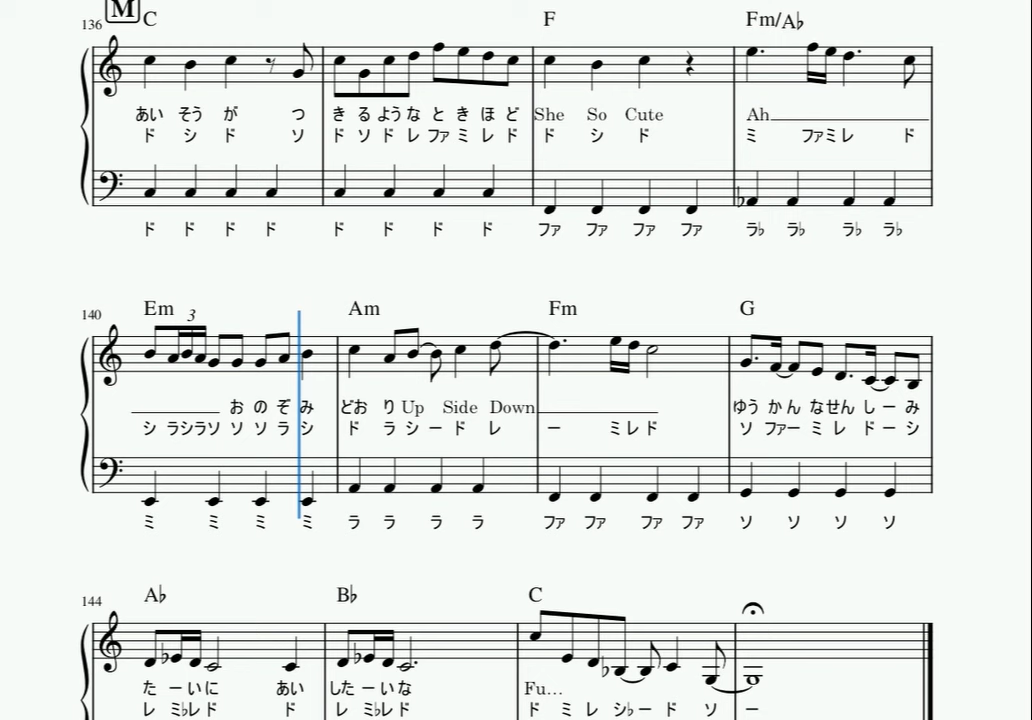 M
136 C F Fm/A♭
あい そう が つ き る よう な と き ほ ど She So Cute Ah
ド シ ド ソ ド ソ ド レ ファ ミ レ ド ド シ ド ミ ファミ レ ド
ド ド ド ド ド ド ド ド ファ ファ ファ ファ ラ♭ ラ♭ ラ♭ ラ♭
140 Em Am Fm G
3
お の ぞ み どお り Up Side Down ゆう か ん な せん し ー み
シ ラシラソ ソ ソ ラ シ ド ラ シ ー ド レ ー ミレ ド ソ ファー ミ レ ド ー シ
ミ ミ ミ ミ ラ ラ ラ ラ ファ ファ ファ ファ ソ ソ ソ ソ
144 A♭ B♭ C
た ーい に あい した ーい な Fu...
レ ミ♭レ ド ド レ ミ♭レ ド ド ミ レ シ♭ ー ド ソ ー